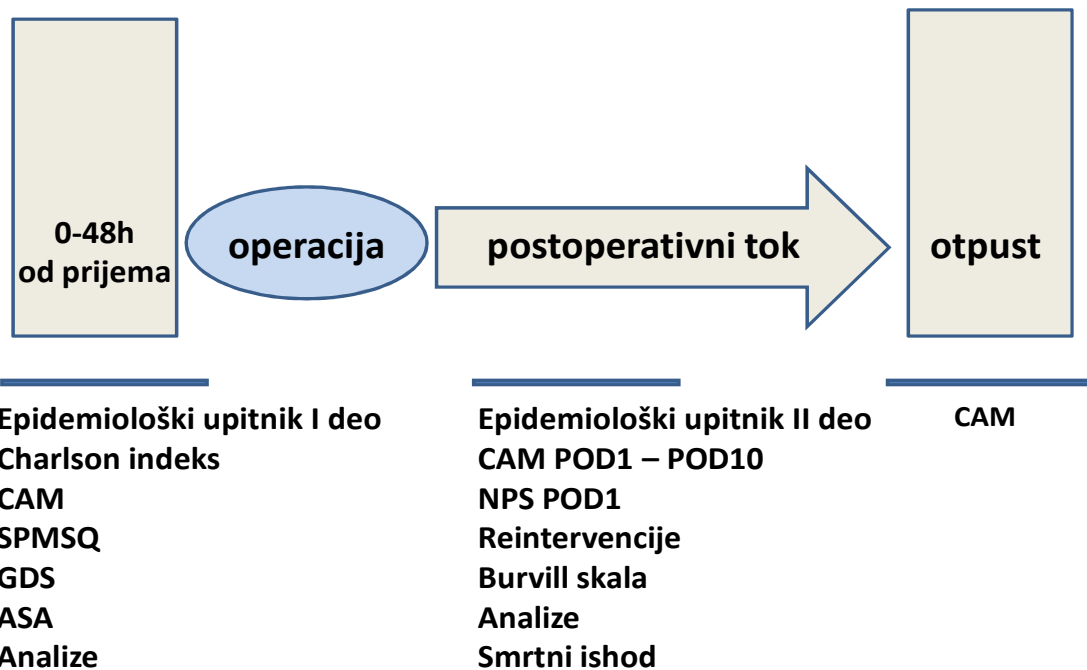 0-48h
od prijema
operacija
postoperativni tok
otpust
Epidemiološki upitnik I deo
Charlson indeks
CAM
SPMSQ
GDS
ASA
Analize
Epidemiološki upitnik II deo
CAM POD1 – POD10
NPS POD1
Reintervencije
Burvill skala
Analize
Smrtni ishod
CAM